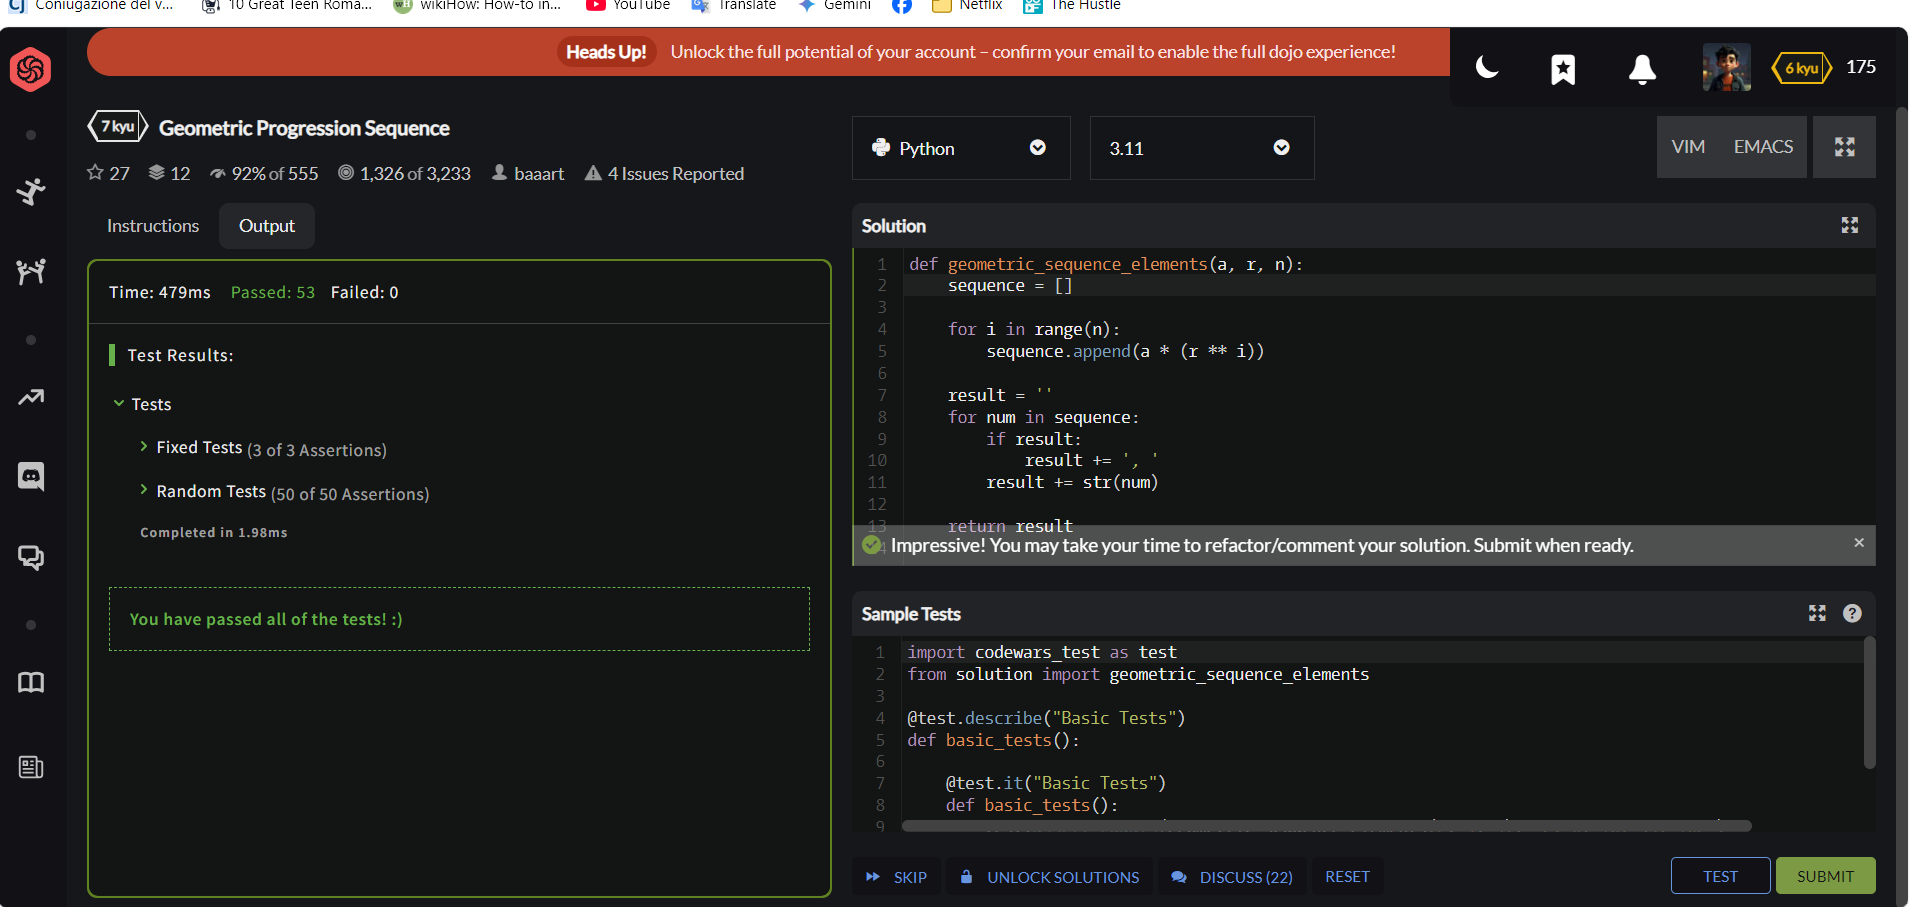 Coniugazione del v... 10 Great Teen Roma... wikiHow: How-to in... YouTube Translate Gemini Netflix The Hustle
Heads Up! Unlock the full potential of your account – confirm your email to enable the full dojo experience!
6 kyu 175
7 kyu Geometric Progression Sequence
27 12 92% of 555 1,326 of 3,233 baaart 4 Issues Reported
Python
3.11
VIM EMACS
Instructions Output
Time: 479ms Passed: 53 Failed: 0
Test Results:
Tests
Fixed Tests (3 of 3 Assertions)
Random Tests (50 of 50 Assertions)
Completed in 1.98ms
You have passed all of the tests! :)
Solution
1 def geometric_sequence_elements(a, r, n):
2 sequence = []
3
4 for i in range(n):
5 sequence.append(a * (r ** i))
6
7 result = ''
8 for num in sequence:
9 if result:
10 result += ', '
11 result += str(num)
12
13 return result
Impressive! You may take your time to refactor/comment your solution. Submit when ready.
Sample Tests
1 import codewars_test as test
2 from solution import geometric_sequence_elements
3
4 @test.describe("Basic Tests")
5 def basic_tests():
6
7 @test.it("Basic Tests")
8 def basic_tests():
9
SKIP UNLOCK SOLUTIONS DISCUSS (22) RESET
TEST SUBMIT